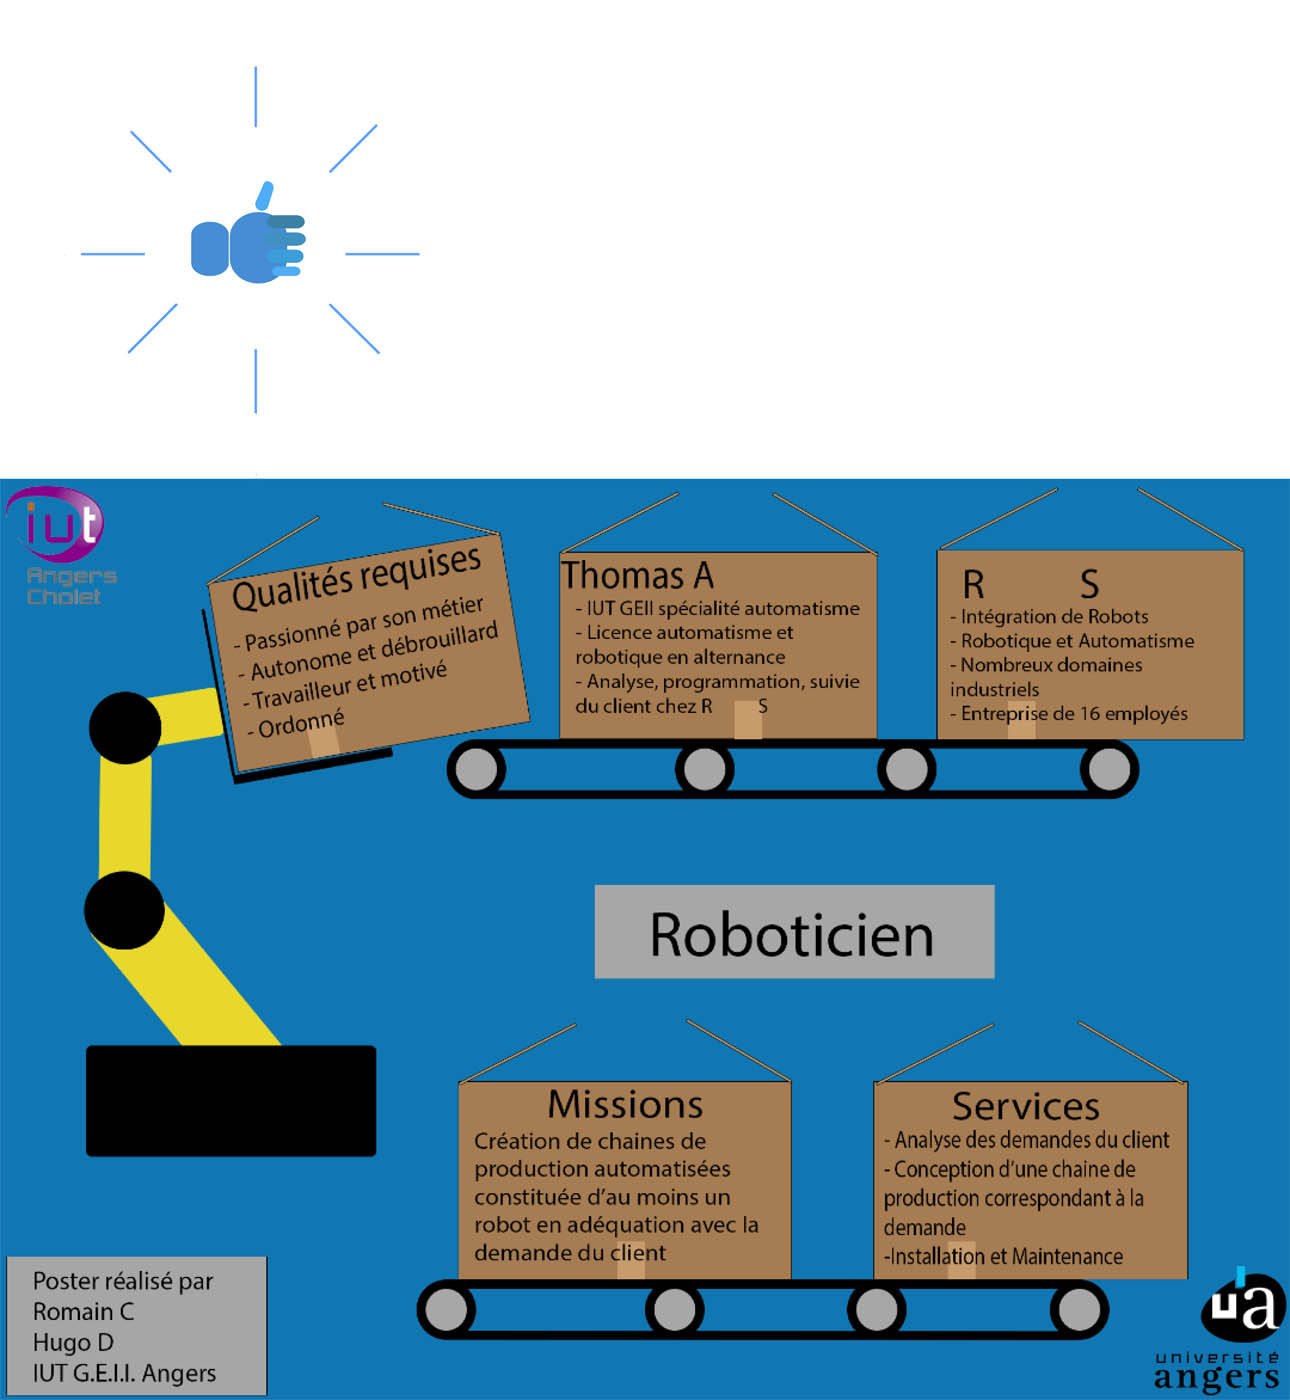 iut
Angers
Cholet
Qualités requises
- Passionné par son métier
- Autonome et débrouillard
- Travailleur et motivé
- Ordonné
Thomas A
- IUT GEII spécialité automatisme
- Licence automatisme et
robotique en alternance
- Analyse, programmation, suivie
du client chez R S
R S
- Intégration de Robots
- Robotique et Automatisme
- Nombreux domaines
industriels
- Entreprise de 16 employés
Roboticien
Missions
Création de chaines de
production automatisées
constituée d'au moins un
robot en adéquation avec la
demande du client
Services
- Analyse des demandes du client
- Conception d'une chaine de
production correspondant à la
demande
-Installation et Maintenance
Poster réalisé par
Romain C
Hugo D
IUT G.E.I.I. Angers
ua
université
angers